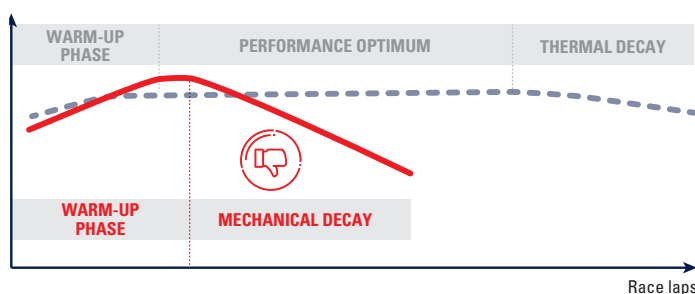 WARM-UP
PHASE
PERFORMANCE OPTIMUM
THERMAL DECAY
WARM-UP
PHASE
MECHANICAL DECAY
Race laps